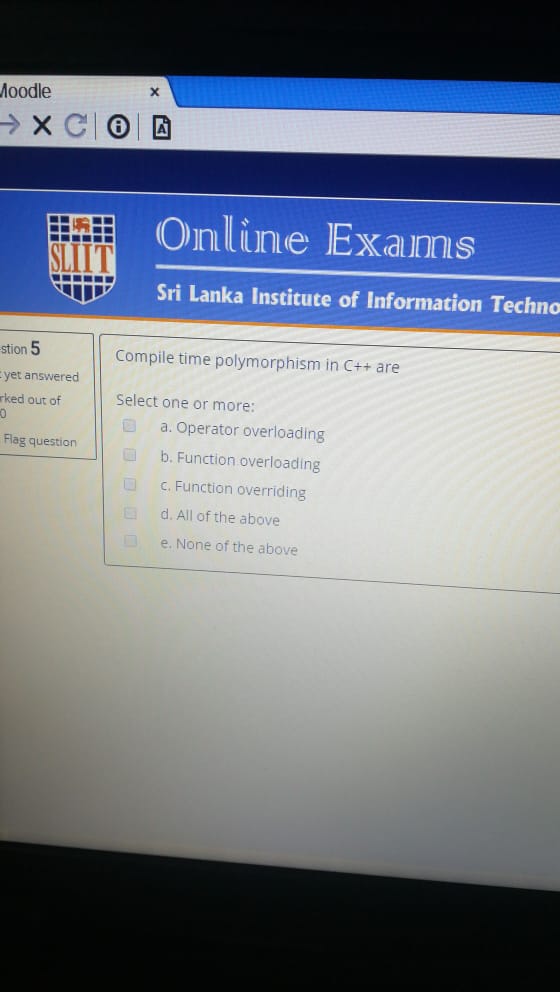 Moodle
SLIIT
Online Exams
Sri Lanka Institute of Information Techno
stion 5
yet answered
rked out of
0
Flag question
Compile time polymorphism in C++ are
Select one or more:
a. Operator overloading
b. Function overloading
c. Function overriding
d. All of the above
e. None of the above